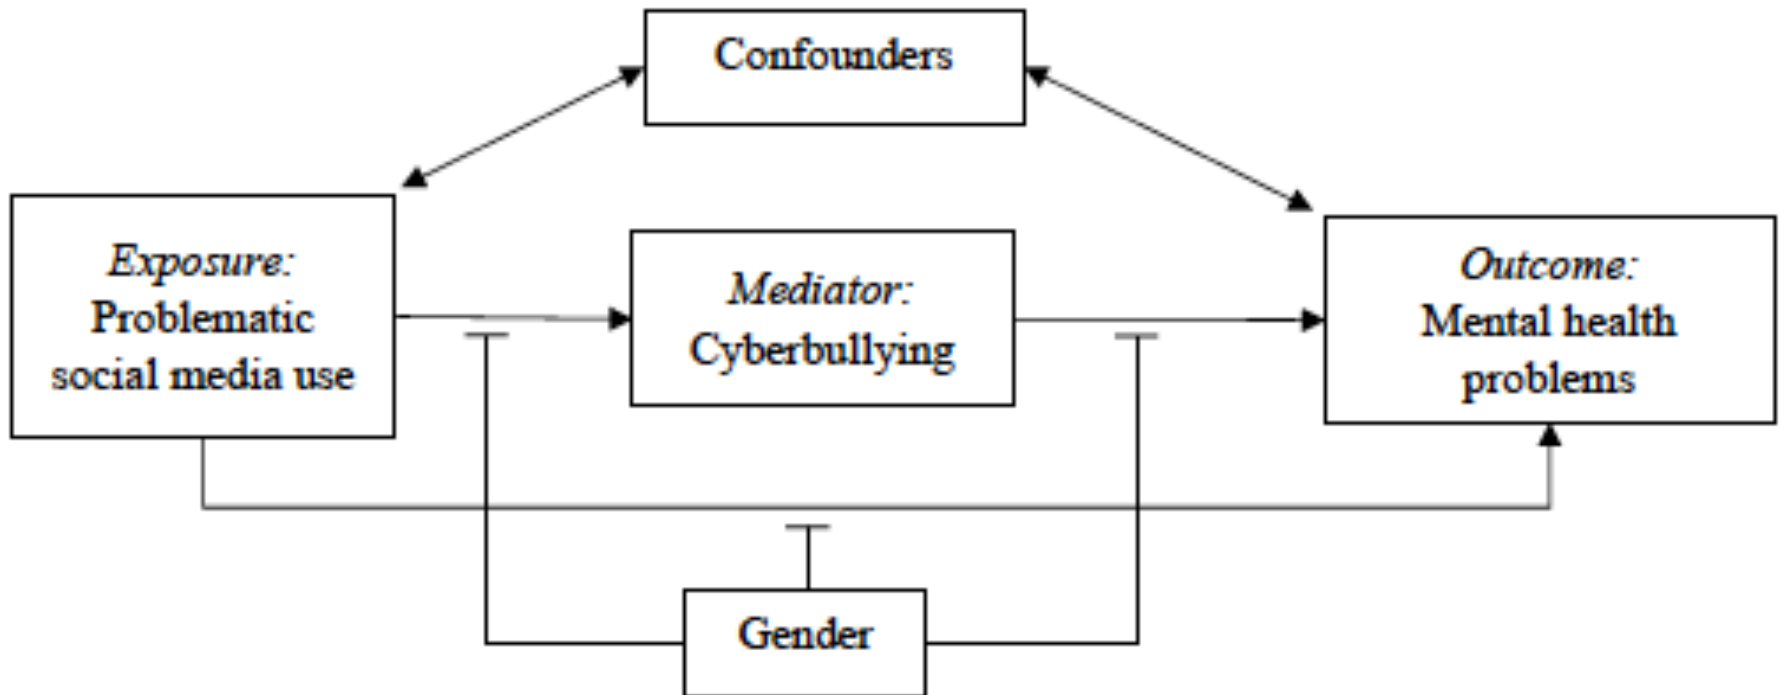 Confounders
Exposure:
Problematic
social media use
Mediator:
Cyberbullying
Outcome:
Mental health
problems
Gender